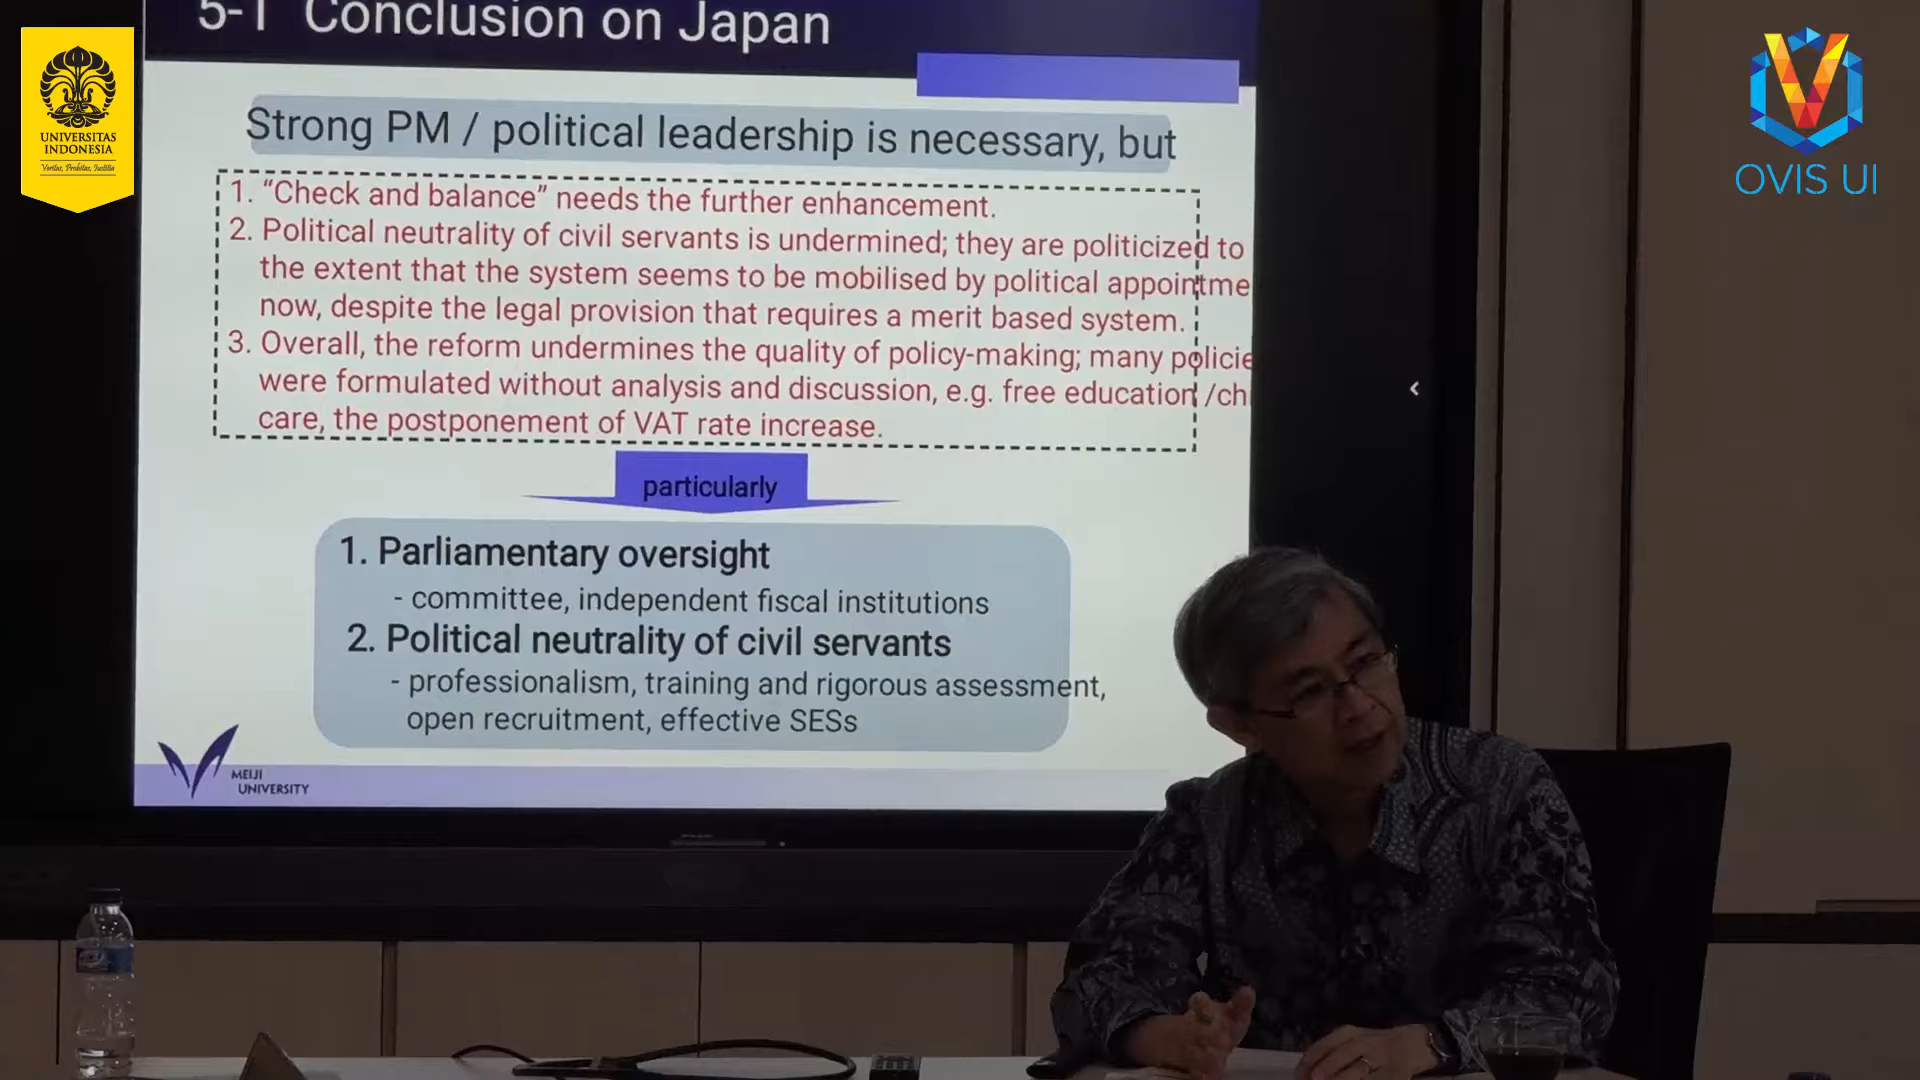 5-1 Conclusion on Japan
Strong PM / political leadership is necessary, but
1. “Check and balance” needs the further enhancement.
2. Political neutrality of civil servants is undermined; they are politicized to
the extent that the system seems to be mobilised by political appointme
now, despite the legal provision that requires a merit based system.
3. Overall, the reform undermines the quality of policy-making; many policie
were formulated without analysis and discussion, e.g. free education /ch
care, the postponement of VAT rate increase.
particularly
1. Parliamentary oversight
- committee, independent fiscal institutions
2. Political neutrality of civil servants
- professionalism, training and rigorous assessment,
open recruitment, effective SESs
MEIJI
UNIVERSITY
UNIVERSITAS
INDONESIA
Veritas, Probitas, Iustitia
OVIS UI